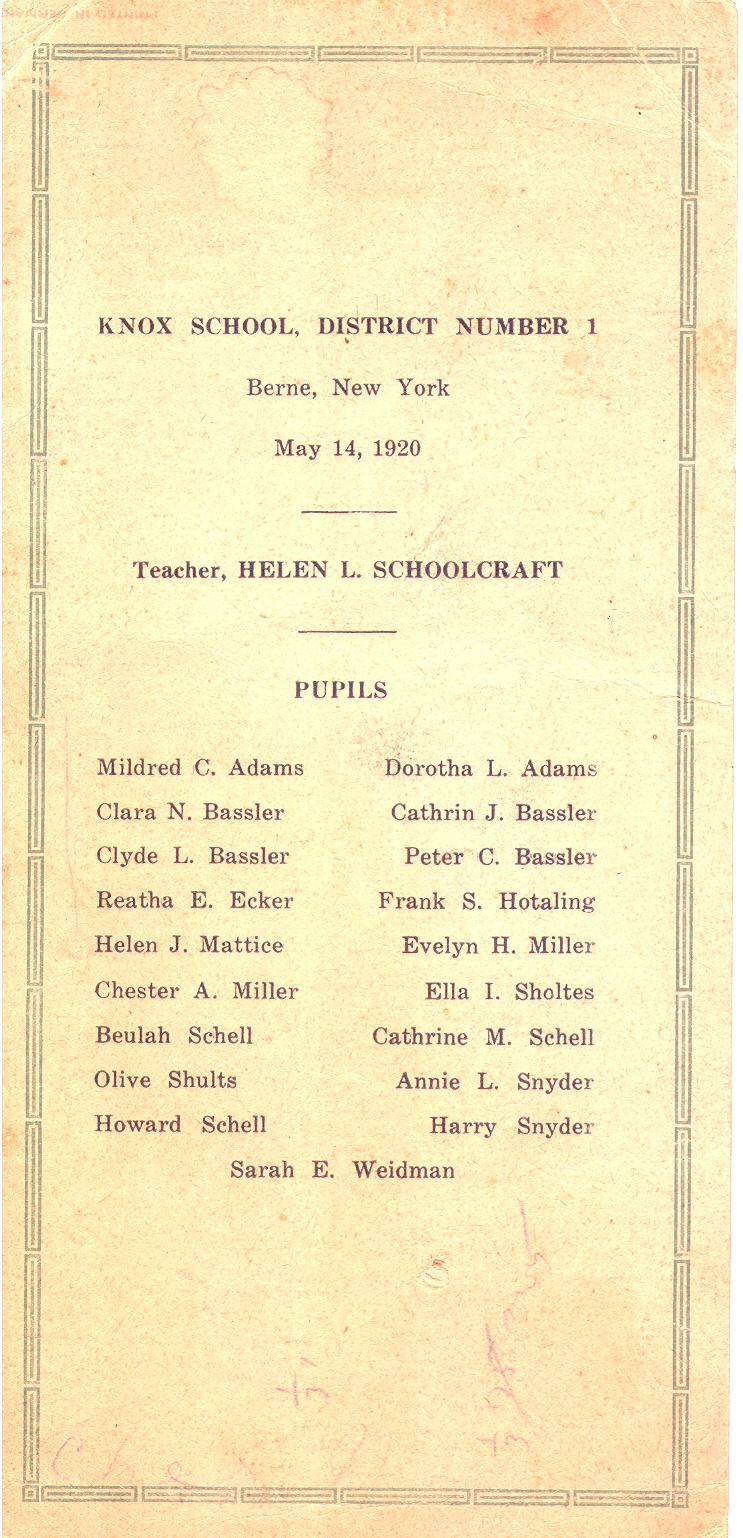 KNOX SCHOOL, DISTRICT NUMBER 1
Berne, New York
May 14, 1920
Teacher, HELEN L. SCHOOLCRAFT
PUPILS
Mildred C. Adams Dorotha L. Adams
Clara N. Bassler Cathrin J. Bassler
Clyde L. Bassler Peter C. Bassler
Reatha E. Ecker Frank S. Hotaling
Helen J. Mattice Evelyn H. Miller
Chester A. Miller Ella I. Sholtes
Beulah Schell Cathrine M. Schell
Olive Shults Annie L. Snyder
Howard Schell Harry Snyder
Sarah E. Weidman